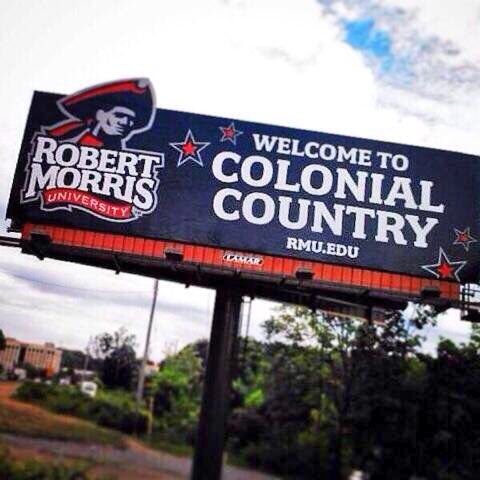 ROBERT
MORRIS
UNIVERSITY
WELCOME TO
COLONIAL
COUNTRY
RMU.EDU
LAMAR